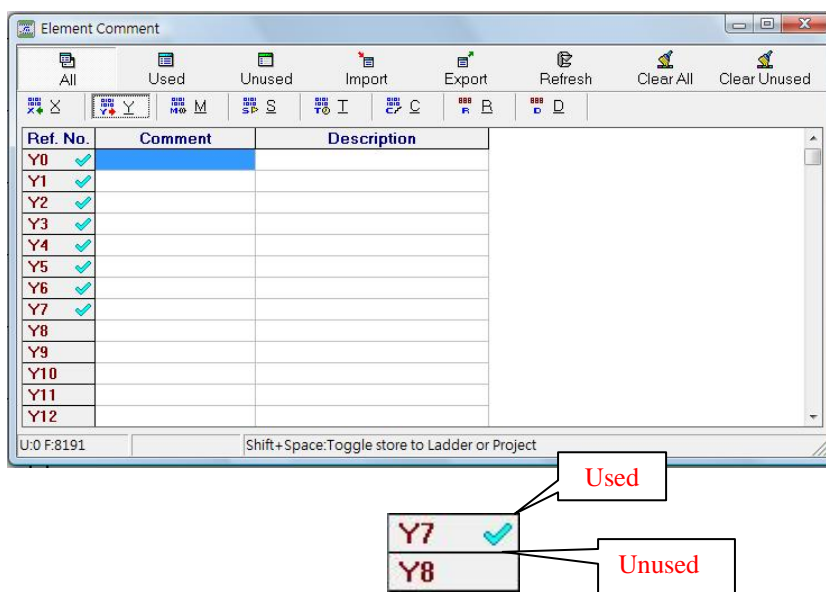 Element Comment
All Used Unused Import Export Refresh Clear All Clear Unused
X Y M S T C R D
Ref. No. Comment Description
Y0
Y1
Y2
Y3
Y4
Y5
Y6
Y7
Y8
Y9
Y10
Y11
Y12
U:0 F:8191 Shift+Space:Toggle store to Ladder or Project
Used
Y7
Unused
Y8